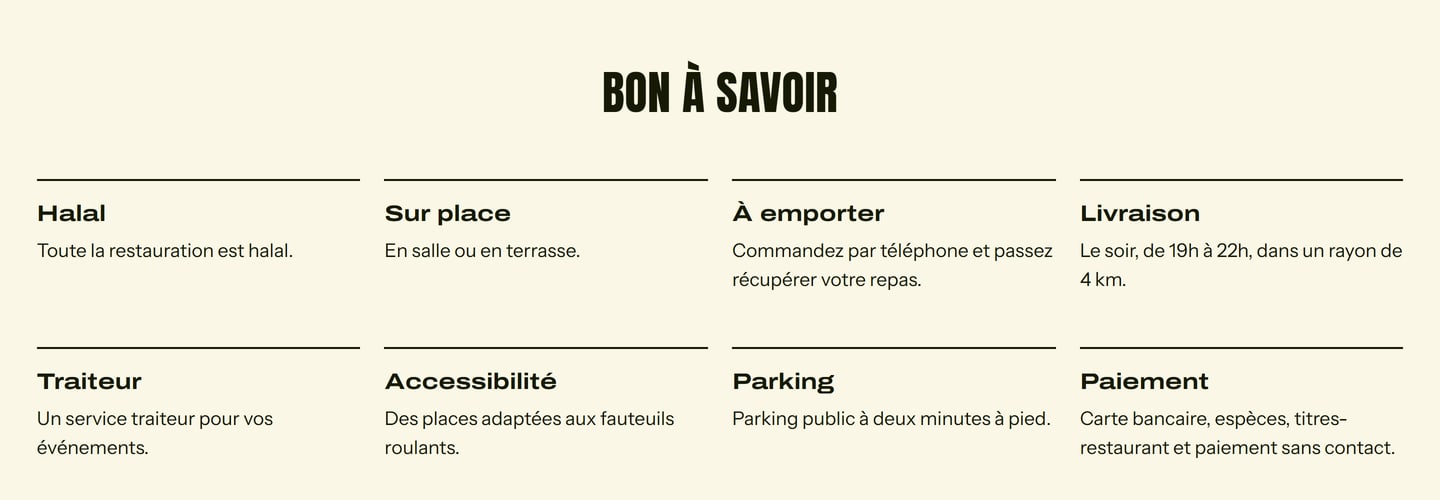 BON À SAVOIR
Halal
Toute la restauration est halal.
Sur place
En salle ou en terrasse.
À emporter
Commandez par téléphone et passez
récupérer votre repas.
Livraison
Le soir, de 19h à 22h, dans un rayon de
4 km.
Traiteur
Un service traiteur pour vos
événements.
Accessibilité
Des places adaptées aux fauteuils
roulants.
Parking
Parking public à deux minutes à pied.
Paiement
Carte bancaire, espèces, titres-
restaurant et paiement sans contact.